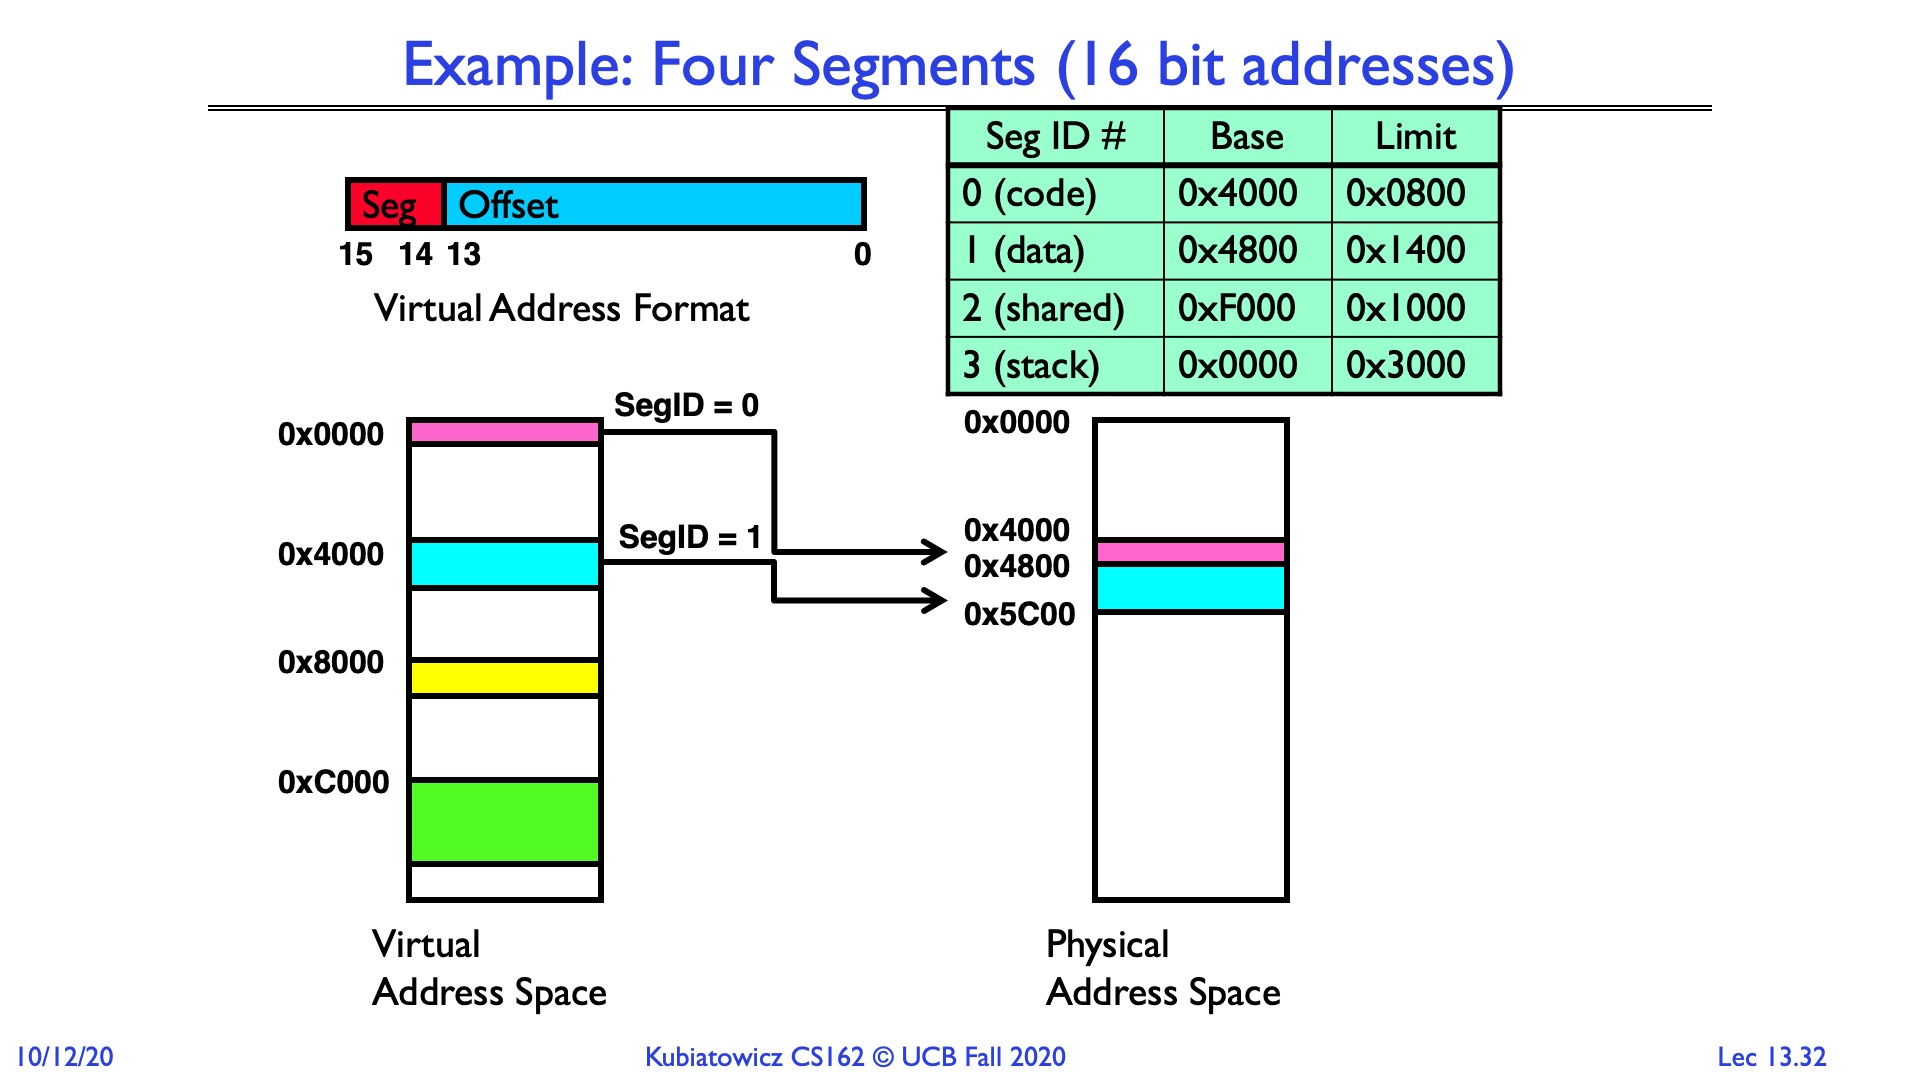 Example: Four Segments (16 bit addresses)
Seg ID # Base Limit
0 (code) 0x4000 0x0800
1 (data) 0x4800 0x1400
2 (shared) 0xF000 0x1000
3 (stack) 0x0000 0x3000
Seg Offset
15 14 13 0
Virtual Address Format
SegID = 0
0x0000
SegID = 1
0x4000
0x8000
0xC000
Virtual
Address Space
0x0000
0x4000
0x4800
0x5C00
Physical
Address Space
10/12/20 Kubiatowicz CS162 © UCB Fall 2020 Lec 13.32